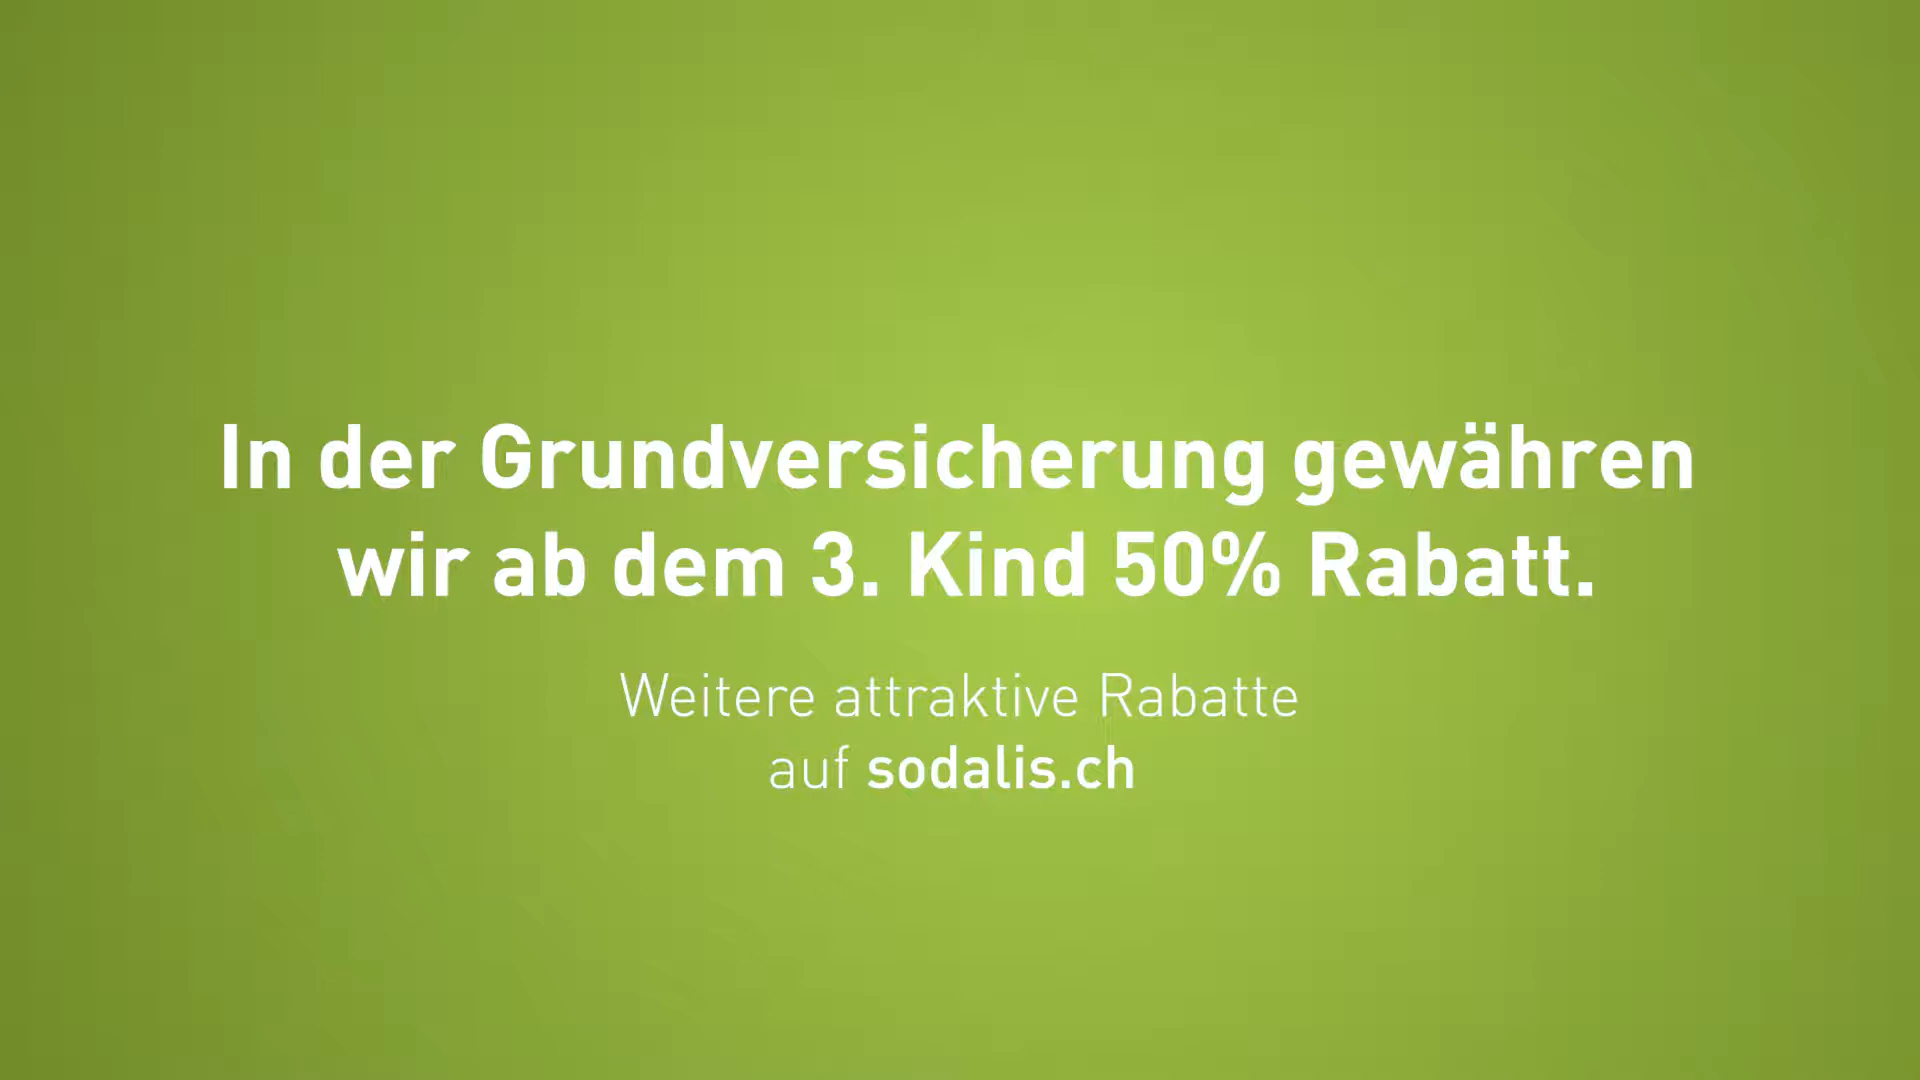 In der Grundversicherung gewähren
wir ab dem 3. Kind 50% Rabatt.
Weitere attraktive Rabatte
auf sodalis.ch